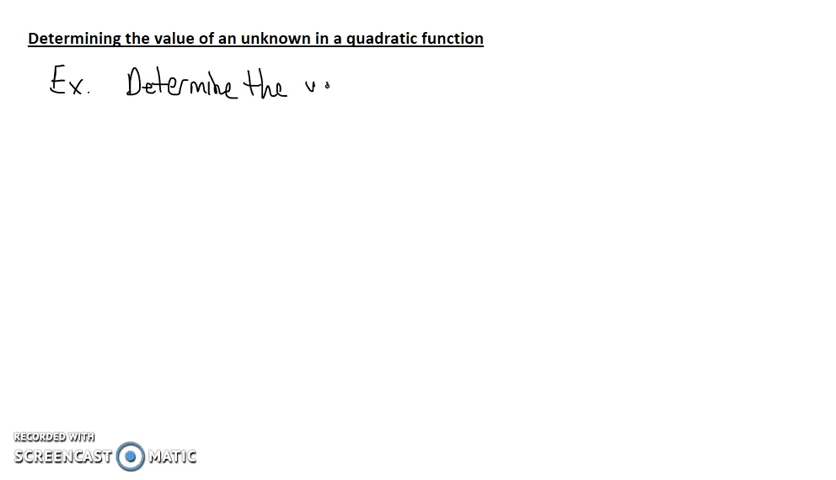 Determining the value of an unknown in a quadratic function
Ex. Determine the
RECORDED WITH
SCREENCAST MATIC